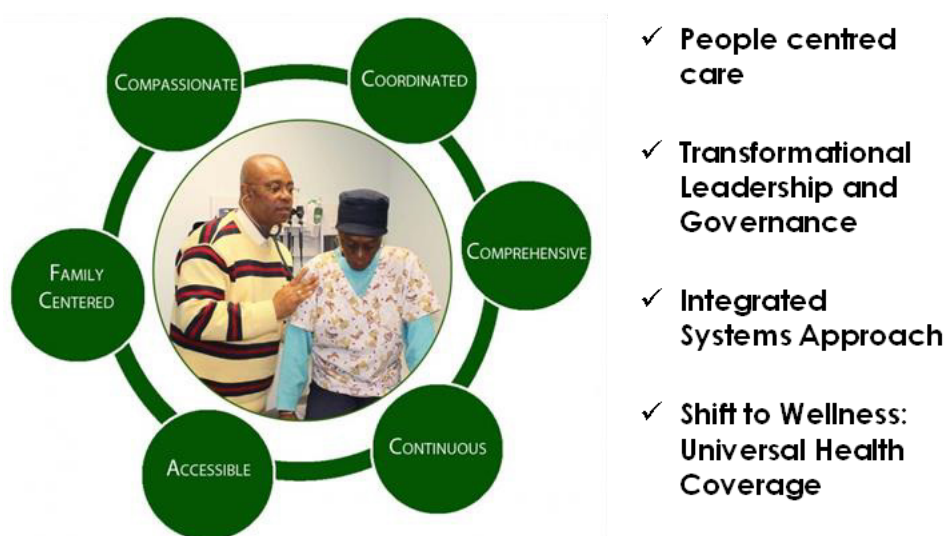 COMPASSIONATE
COORDINATED
COMPREHENSIVE
CONTINUOUS
ACCESSIBLE
FAMILY
CENTERED
✓ People centred
care
✓ Transformational
Leadership and
Governance
✓ Integrated
Systems Approach
✓ Shift to Wellness:
Universal Health
Coverage